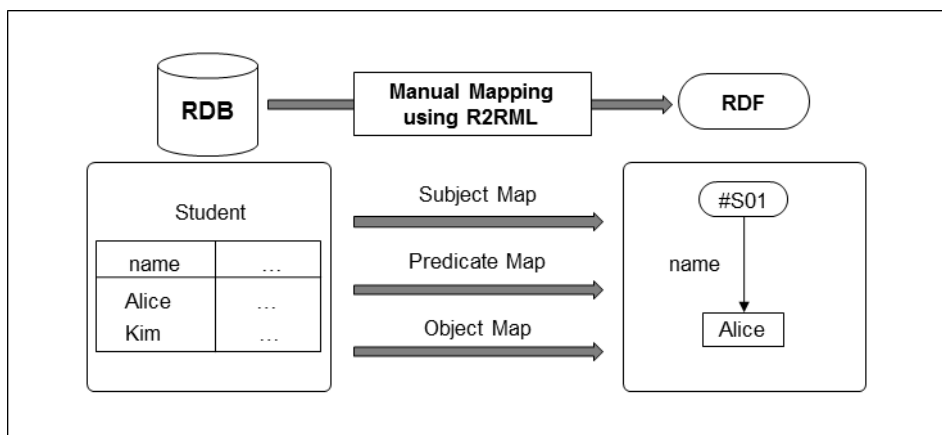 RDB
Manual Mapping
using R2RML
RDF
Student
name
…
Alice
…
Kim
…
Subject Map
Predicate Map
Object Map
#S01
name
Alice